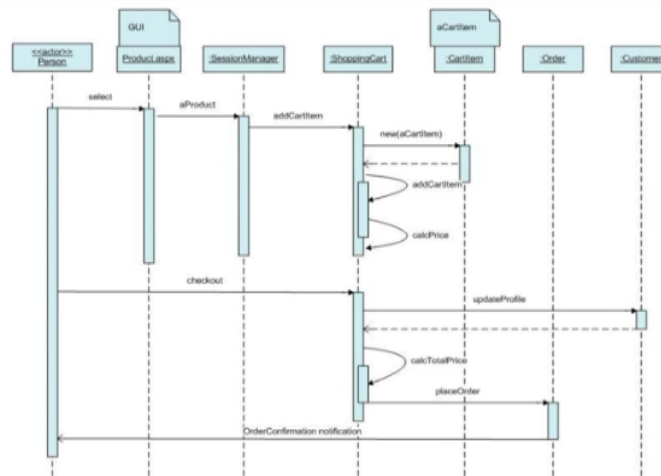 GUI
aCartItem
<<actor>>
Person
Product.aspx
:SessionManager
:ShoppingCart
:CartItem
:Order
:Customer
select
aProduct
addCartItem
new(aCartItem)
addCartItem
calcPrice
checkout
updateProfile
calcTotalPrice
placeOrder
OrderConfirmation notification